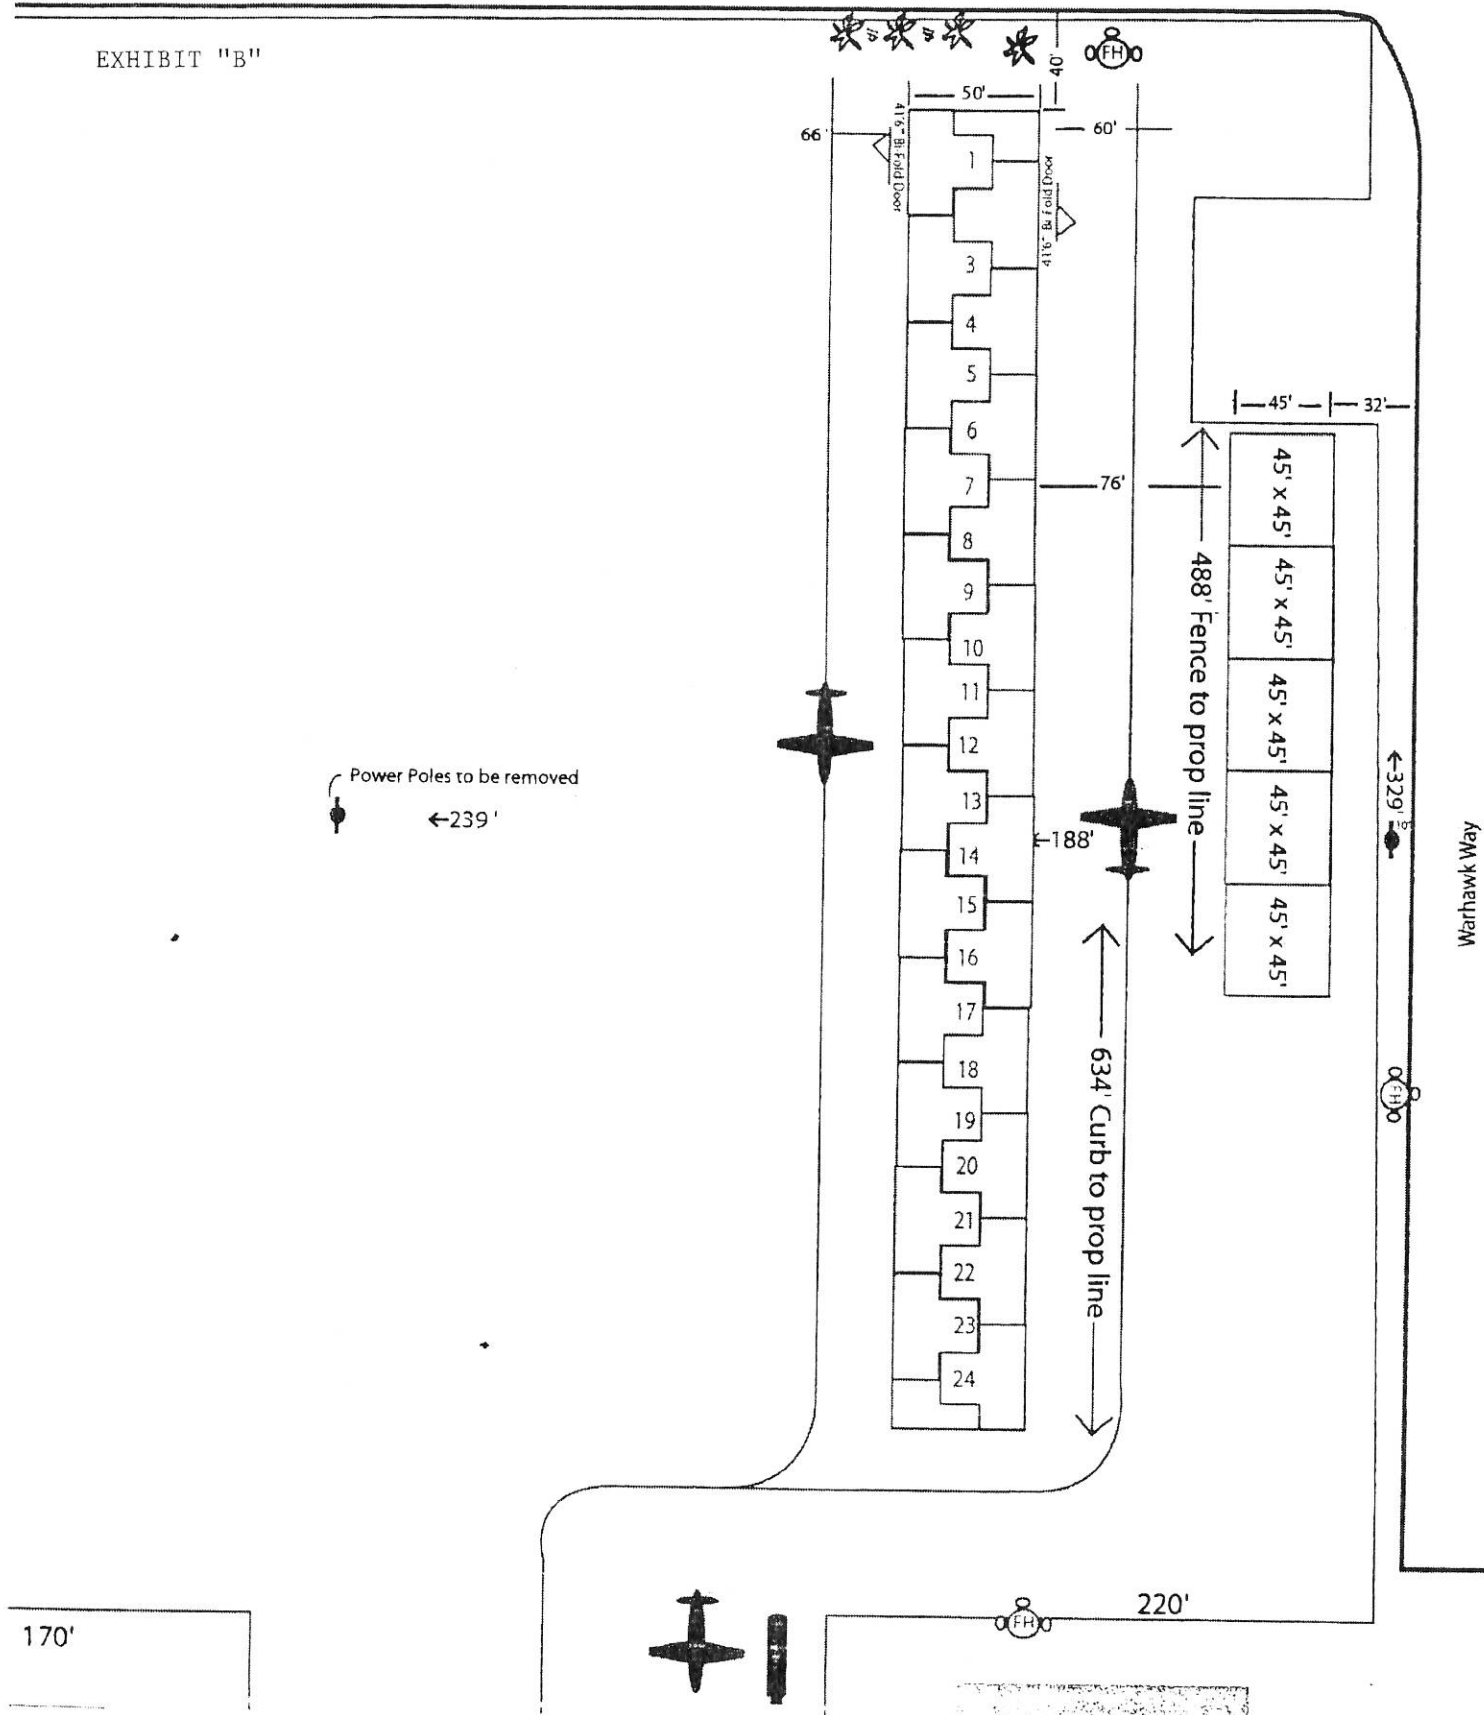 EXHIBIT "B"
FH
40'
50'
66'
41'6" Bi-Fold Door
60'
41'6" Bi-Fold Door
1
3
4
5
6
7
8
9
10
11
12
13
14
15
16
17
18
19
20
21
22
23
24
45'
32'
76'
45' x 45'
45' x 45'
45' x 45'
45' x 45'
45' x 45'
488' Fence to prop line
Power Poles to be removed
←239'
←188'
←329'
Warhawk Way
634' Curb to prop line
FH
FH
220'
170'